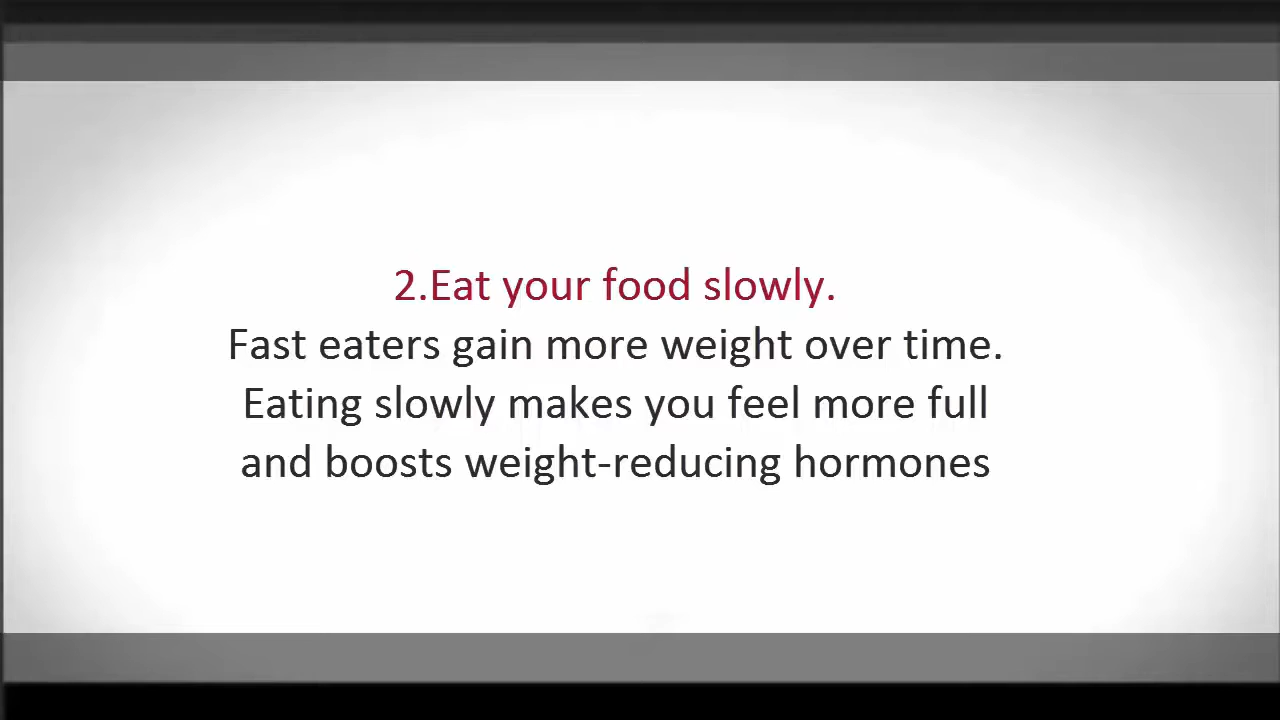 2.Eat your food slowly.
Fast eaters gain more weight over time.
Eating slowly makes you feel more full
and boosts weight-reducing hormones